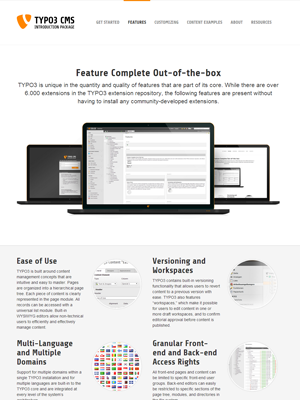 TYPO3 CMS
INTRODUCTION PACKAGE
GET STARTED
FEATURES
CUSTOMIZING
CONTENT EXAMPLES
ABOUT
RESOURCES
Feature Complete Out-of-the-box
TYPO3 is unique in the quantity and quality of features that are part of its core. While there are over
6.000 extensions in the TYPO3 extension repository, the following features are present without
having to install any community-developed extensions.
Ease of Use
TYPO3 is built around content
management concepts that are
intuitive and easy to master. Pages
are organized into a hierarchical page
tree. Each piece of content is clearly
represented in the page module. All
records can be accessed with a
universal list module. Built-in
WYSIWYG editors allow non-technical
users to efficiently and effectively
manage content.
Versioning and
Workspaces
TYPO3 contains built-in versioning
functionality that allows users to revert
content to a previous version with
ease. TYPO3 also features
"workspaces," which make it possible
for users to edit content in one or
more draft workspaces, and to confirm
editorial approval before content is
published.
Multi-Language
and Multiple
Domains
Support for multiple domains within a
single TYPO3 installation and for
multiple languages are built-in to the
TYPO3 core and are integrated at
every level of the system's
Granular Front-
end and Back-end
Access Rights
All front-end pages and content can
be limited to specific front-end user
groups. Back-end editors can easily
be restricted to specific sections of the
page tree, modules, and directories in